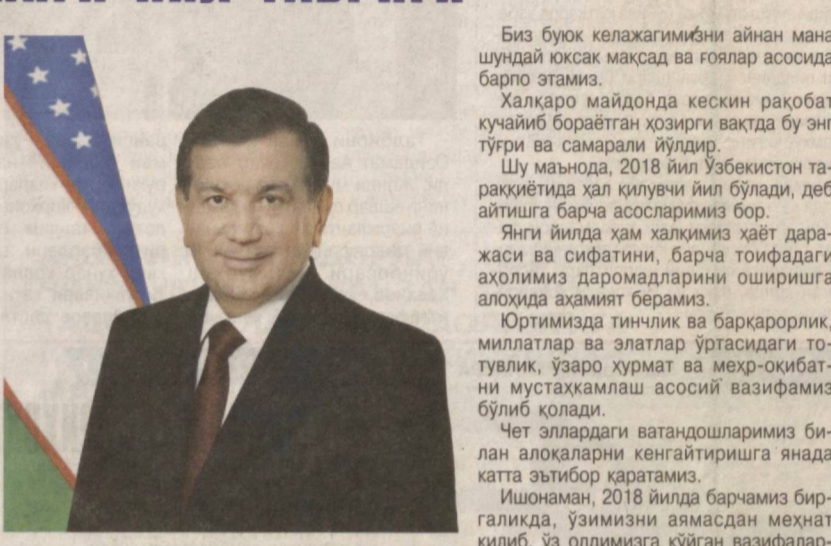 Биз буюк келажагимизни айнан мана
шундай юксак мақсад ва ғоялар асосида
барпо этамиз.
Халқаро майдонда кескин рақобат
кучайиб бораётган ҳозирги вақтда бу энг
тўғри ва самарали йўлдир.
Шу маънода, 2018 йил Ўзбекистон та-
раққиётида ҳал қилувчи йил бўлади, деб
айтишга барча асосларимиз бор.
Янги йилда ҳам халқимиз ҳаёт дара-
жаси ва сифатини, барча тоифадаги
аҳолимиз даромадларини оширишга
алоҳида аҳамият берамиз.
Юртимизда тинчлик ва барқарорлик,
миллатлар ва элатлар ўртасидаги то-
тувлик, ўзаро ҳурмат ва меҳр-оқибат-
ни мустаҳкамлаш асосий вазифамиз
бўлиб қолади.
Чет эллардаги ватандошларимиз би-
лан алоқаларни кенгайтиришга янада
катта эътибор қаратамиз.
Ишонаман, 2018 йилда барчамиз бир-
галикда, ўзимизни аямасдан меҳнат
қилиб, ўз олдимизга қўйган вазифалар-